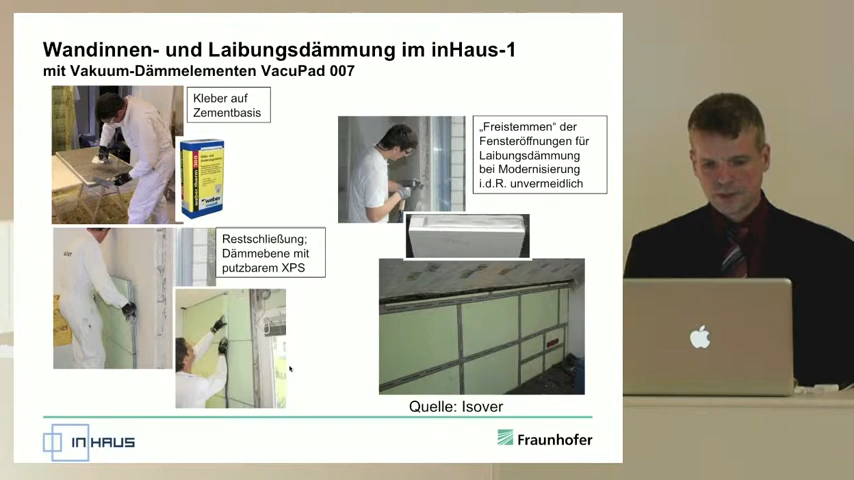 Wandinnen- und Laibungsdämmung im inHaus-1
mit Vakuum-Dämmelementen VacuPad 007
Kleber auf
Zementbasis
„Freistemmen“ der
Fensteröffnungen für
Laibungsdämmung
bei Modernisierung
i.d.R. unvermeidlich
weber
Restschließung;
Dämmebene mit
putzbarem XPS
Quelle: Isover
INHAUS
Fraunhofer